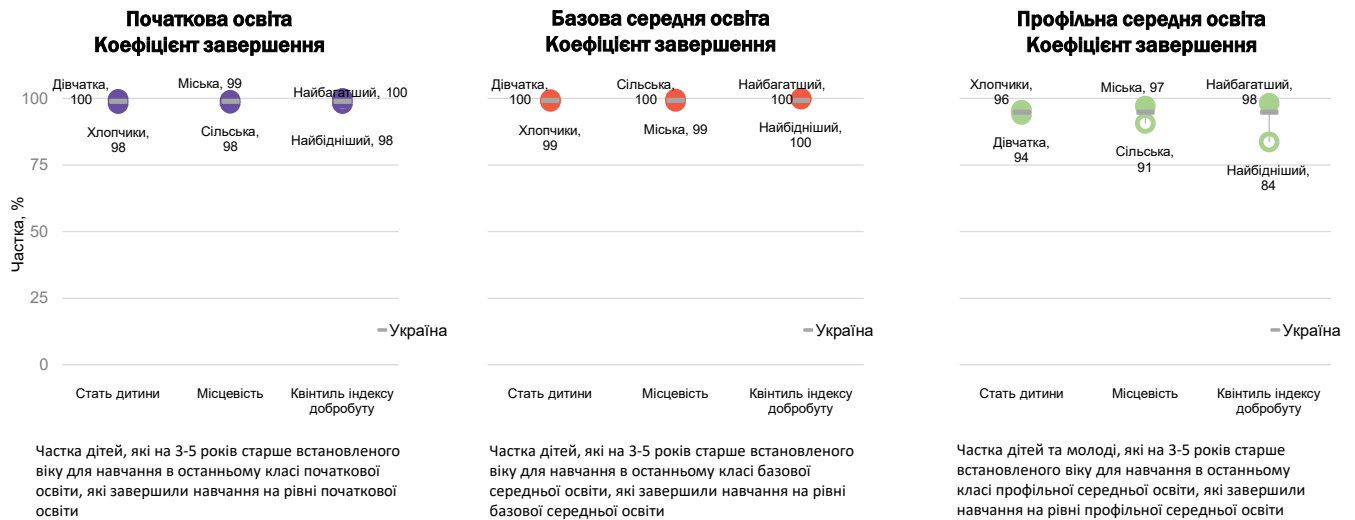 Початкова освіта
Коефіцієнт завершення
Дівчатка,
100
Міська, 99
Найбагатший, 100
Хлопчики,
98
Сільська,
98
Найбідніший, 98
100
75
50
25
0
Частка, %
Україна
Стать дитини
Місцевість
Квінтиль індексу
добробуту
Частка дітей, які на 3-5 років старше встановленого
віку для навчання в останньому класі початкової
освіти, які завершили навчання на рівні початкової
освіти
Базова середня освіта
Коефіцієнт завершення
Дівчатка,
100
Сільська,
100
Найбагатший,
100
Хлопчики,
99
Міська, 99
Найбідніший,
100
Україна
Стать дитини
Місцевість
Квінтиль індексу
добробуту
Частка дітей, які на 3-5 років старше встановленого
віку для навчання в останньому класі базової
середньої освіти, які завершили навчання на рівні
базової середньої освіти
Профільна середня освіта
Коефіцієнт завершення
Хлопчики,
96
Міська, 97
Найбагатший,
98
Дівчатка,
94
Сільська,
91
Найбідніший,
84
Україна
Стать дитини
Місцевість
Квінтиль індексу
добробуту
Частка дітей та молоді, які на 3-5 років старше
встановленого віку для навчання в останньому
класі профільної середньої освіти, які завершили
навчання на рівні профільної середньої освіти